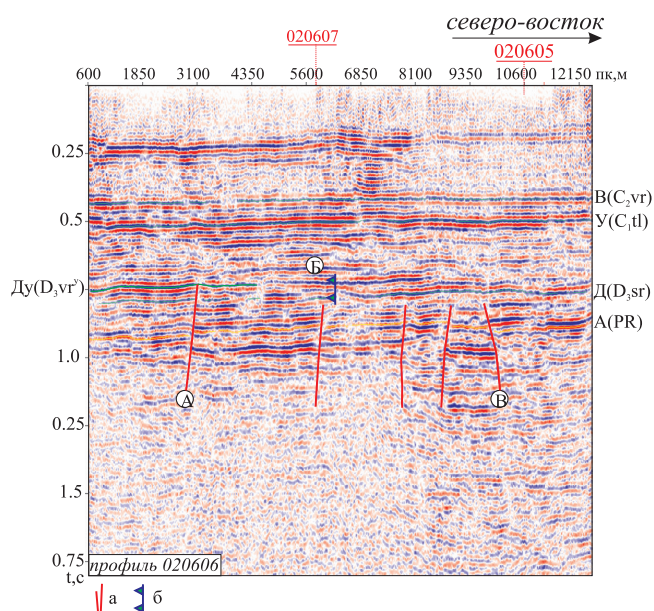 северо-восток
020607
020605
600 1850 3100 4350 5600 6850 8100 9350 10600 12150 пк,м
0.25
В(C₂vr)
0.5
У(C₁tl)
Б
Ду(D₃vrʸ)
Д(D₃sr)
А(PR)
1.0
А
В
0.25
1.5
0.75
профиль 020606
t,с
а
б